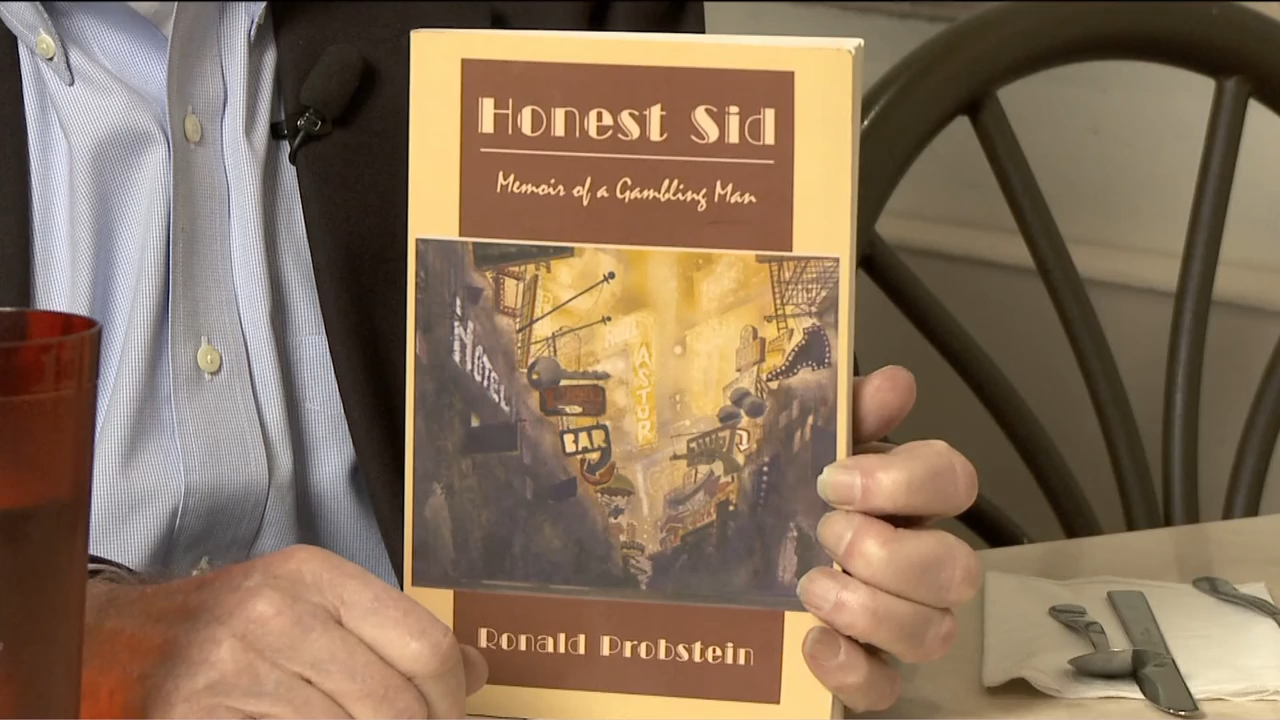 Honest Sid
Memoir of a Gambling Man
HOTEL
ASTOR
BAR
Ronald Probstein